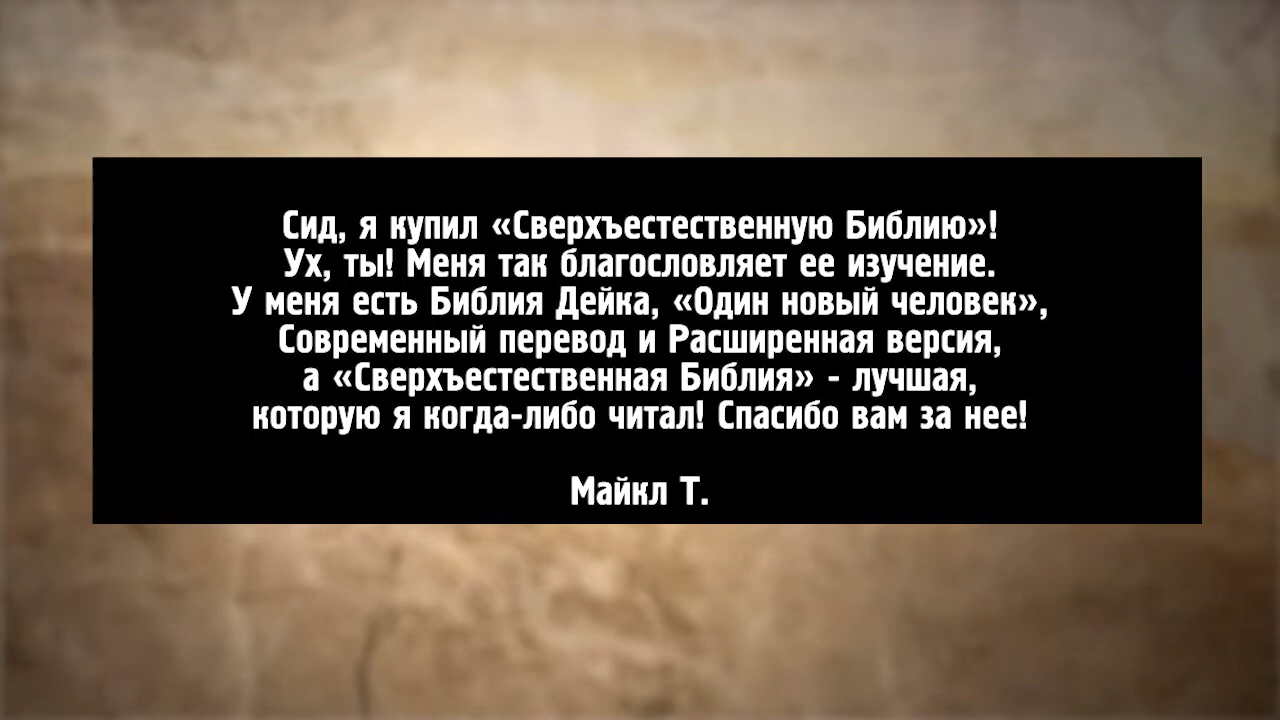 Сид, я купил «Сверхъестественную Библию»!
Ух, ты! Меня так благословляет ее изучение.
У меня есть Библия Дейка, «Один новый человек»,
Современный перевод и Расширенная версия,
а «Сверхъестественная Библия» - лучшая,
которую я когда-либо читал! Спасибо вам за нее!
Майкл Т.